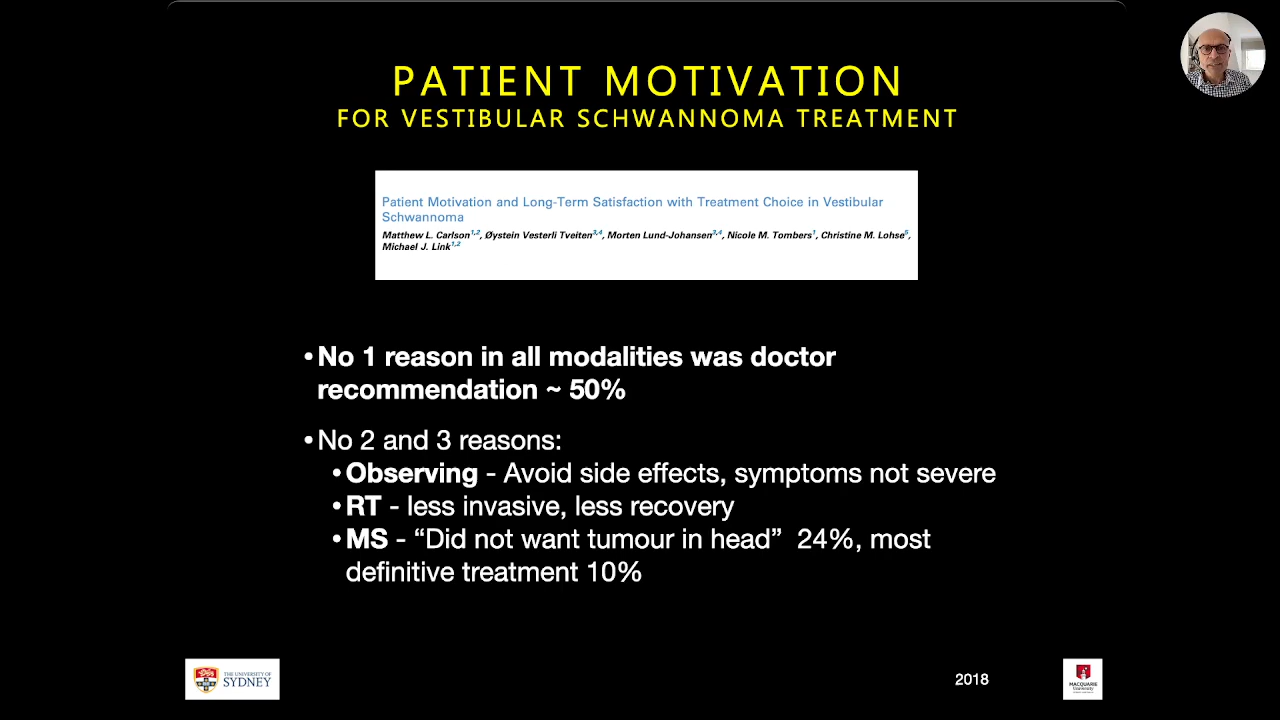 PATIENT MOTIVATION
FOR VESTIBULAR SCHWANNOMA TREATMENT
Patient Motivation and Long-Term Satisfaction with Treatment Choice in Vestibular
Schwannoma
Matthew L. Carlson1,2, Øystein Vesterli Tveiten3,4, Morten Lund-Johansen3,4, Nicole M. Tombers1, Christine M. Lohse5,
Michael J. Link1,2
•No 1 reason in all modalities was doctor
recommendation ~ 50%
•No 2 and 3 reasons:
•Observing - Avoid side effects, symptoms not severe
•RT - less invasive, less recovery
•MS - “Did not want tumour in head” 24%, most
definitive treatment 10%
THE UNIVERSITY OF
SYDNEY
2018
MACQUARIE
University